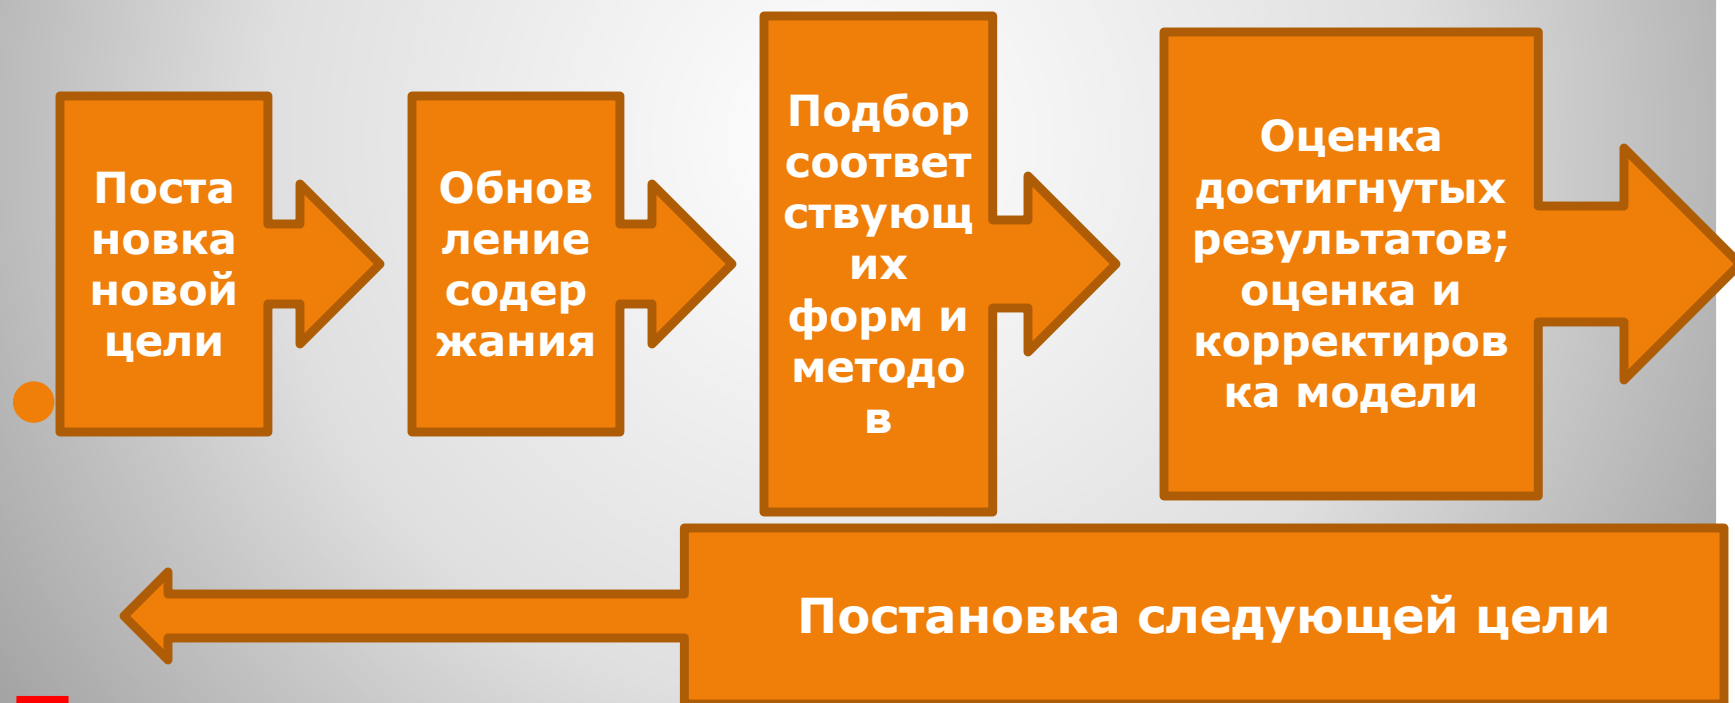 Поста
новка
новой
цели
Обнов
ление
содер
жания
Подбор
соответ
ствующ
их
форм и
методо
в
Оценка
достигнутых
результатов;
оценка и
корректиров
ка модели
Постановка следующей цели